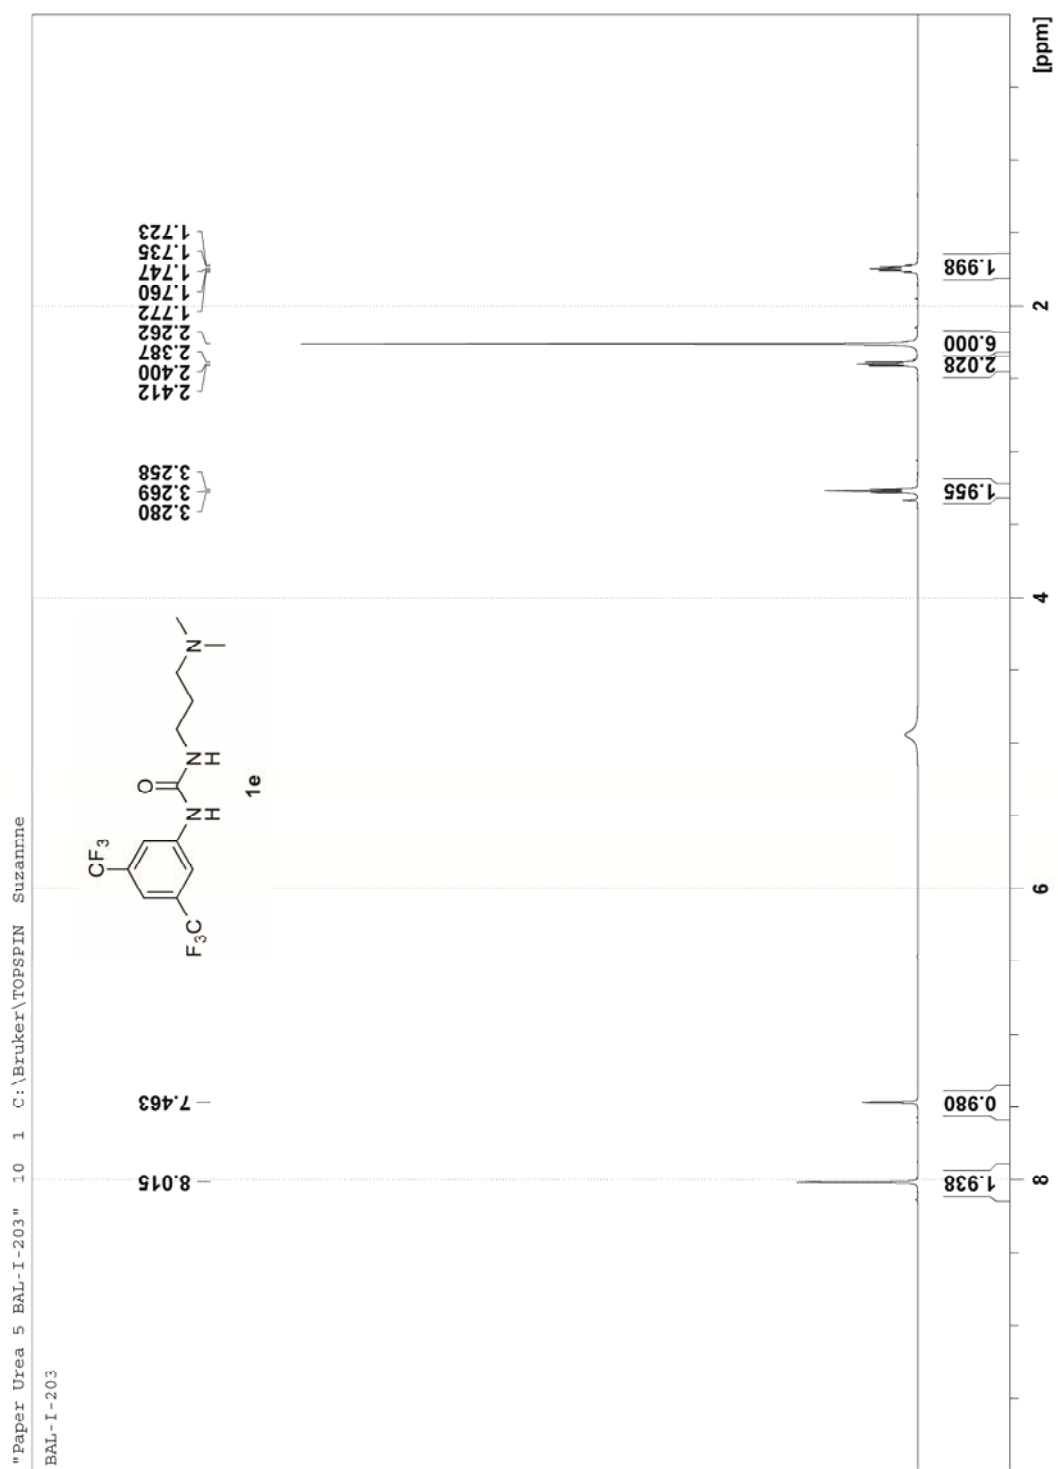 "Paper Urea 5 BAL-I-203" 10 1 C:\Bruker\TOPSPIN Suzannne
BAL-I-203
8.015
7.463
3.280
3.269
3.258
2.412
2.400
2.387
2.262
1.772
1.760
1.747
1.735
1.723
CF3
F3C
O
N
H
N
H
N
1e
1.938
0.980
1.955
2.028
6.000
1.998
8
6
4
2
[ppm]